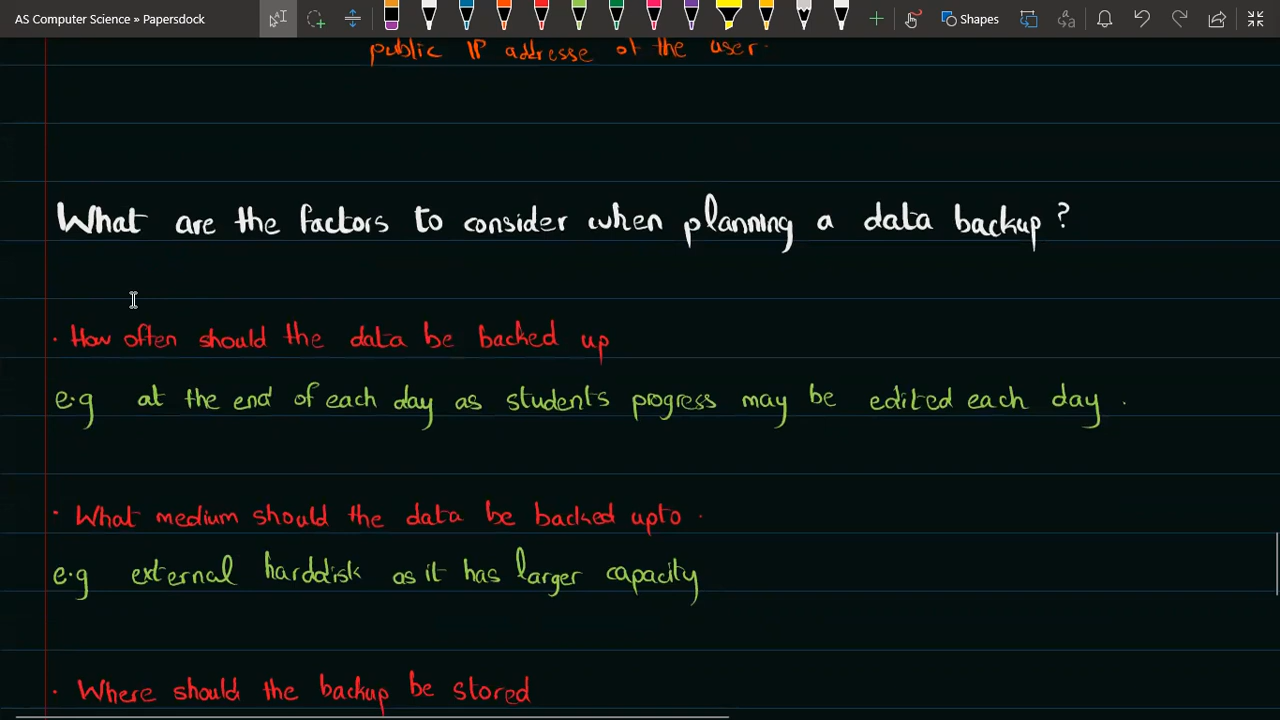 AS Computer Science » Papersdock
Shapes
public IP addresse of the user.
What are the factors to consider when planning a data backup?
· How often should the data be backed up
e.g at the end of each day as students progress may be edited each day.
· What medium should the data be backed upto.
e.g external harddisk as it has larger capacity
· Where should the backup be stored